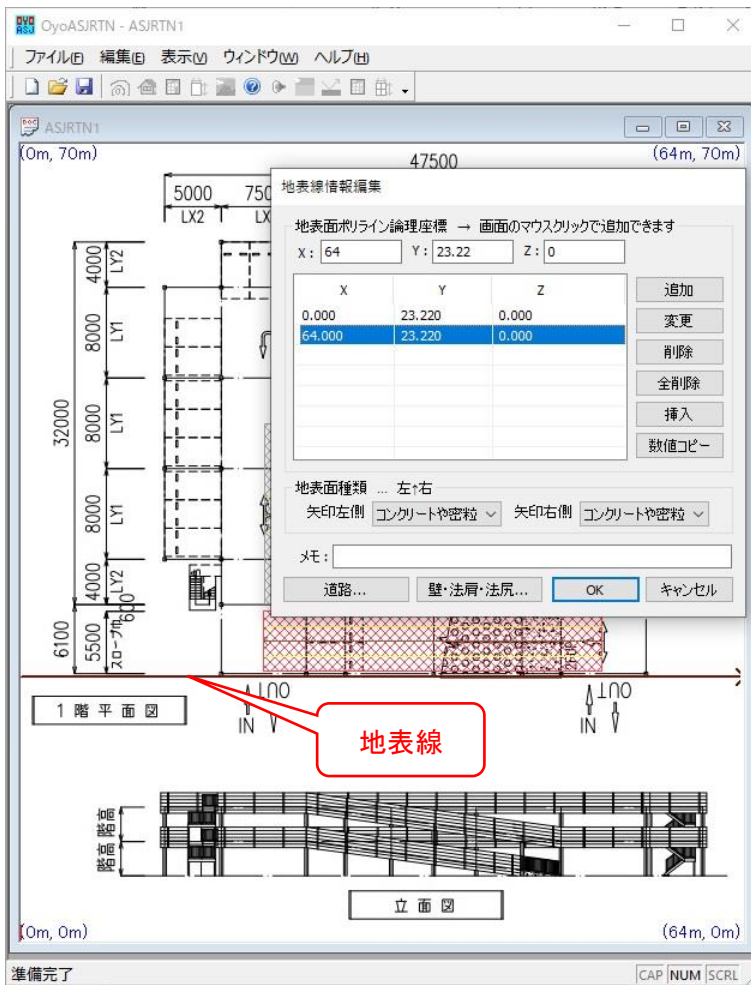 OyoASJRTN - ASJRTN1
ファイル(F) 編集(E) 表示(V) ウィンドウ(W) ヘルプ(H)
ASJRTN1
(0m, 70m)
(64m, 70m)
47500
5000
750
LX2
LX
4000
LY2
8000
LY1
8000
LY1
32000
8000
LY1
4000
LY2
600
6100
5500
スロープ巾
地表線情報編集
地表面ポリライン論理座標 → 画面のマウスクリックで追加できます
X: 64 Y: 23.22 Z: 0
X Y Z
0.000 23.220 0.000
64.000 23.220 0.000
追加
変更
削除
全削除
挿入
数値コピー
地表面種類 ... 左↑右
矢印左側 コンクリートや密粒 矢印右側 コンクリートや密粒
メモ:
道路... 壁・法肩・法尻... OK キャンセル
1階平面図
OUT
IN
OUT
IN
地表線
階高
階高
立面図
(0m, 0m)
(64m, 0m)
準備完了
CAP NUM SCRL